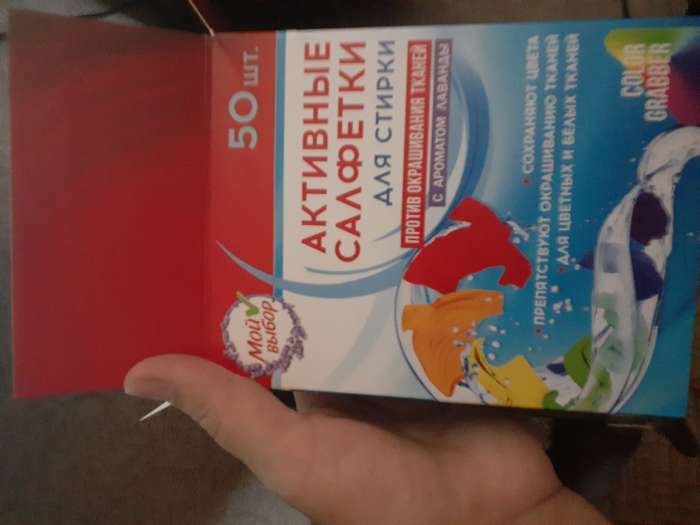 50 ШТ.
Мой
выбор
АКТИВНЫЕ
САЛФЕТКИ
ДЛЯ СТИРКИ
ПРОТИВ ОКРАШИВАНИЯ ТКАНЕЙ
С АРОМАТОМ ЛАВАНДЫ
• СОХРАНЯЮТ ЦВЕТА
• ПРЕПЯТСТВУЮТ ОКРАШИВАНИЮ ТКАНЕЙ
• ДЛЯ ЦВЕТНЫХ И БЕЛЫХ ТКАНЕЙ
COLOR
GRABBER